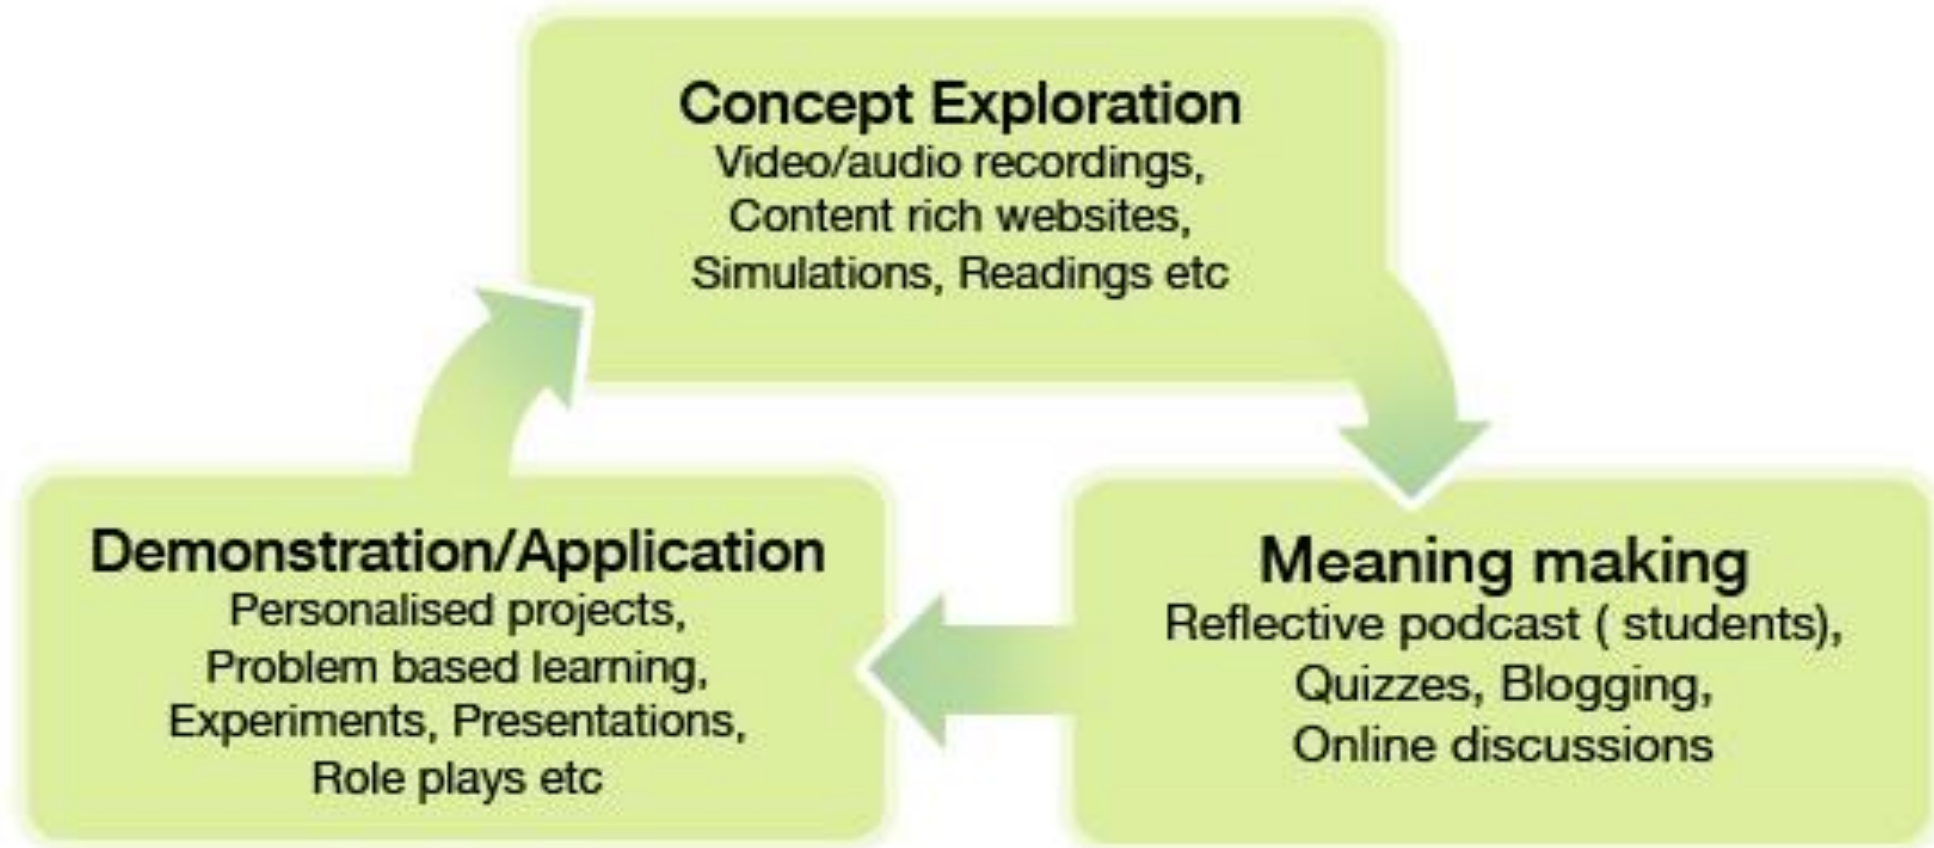 Concept Exploration
Video/audio recordings,
Content rich websites,
Simulations, Readings etc
Demonstration/Application
Personalised projects,
Problem based learning,
Experiments, Presentations,
Role plays etc
Meaning making
Reflective podcast ( students),
Quizzes, Blogging,
Online discussions